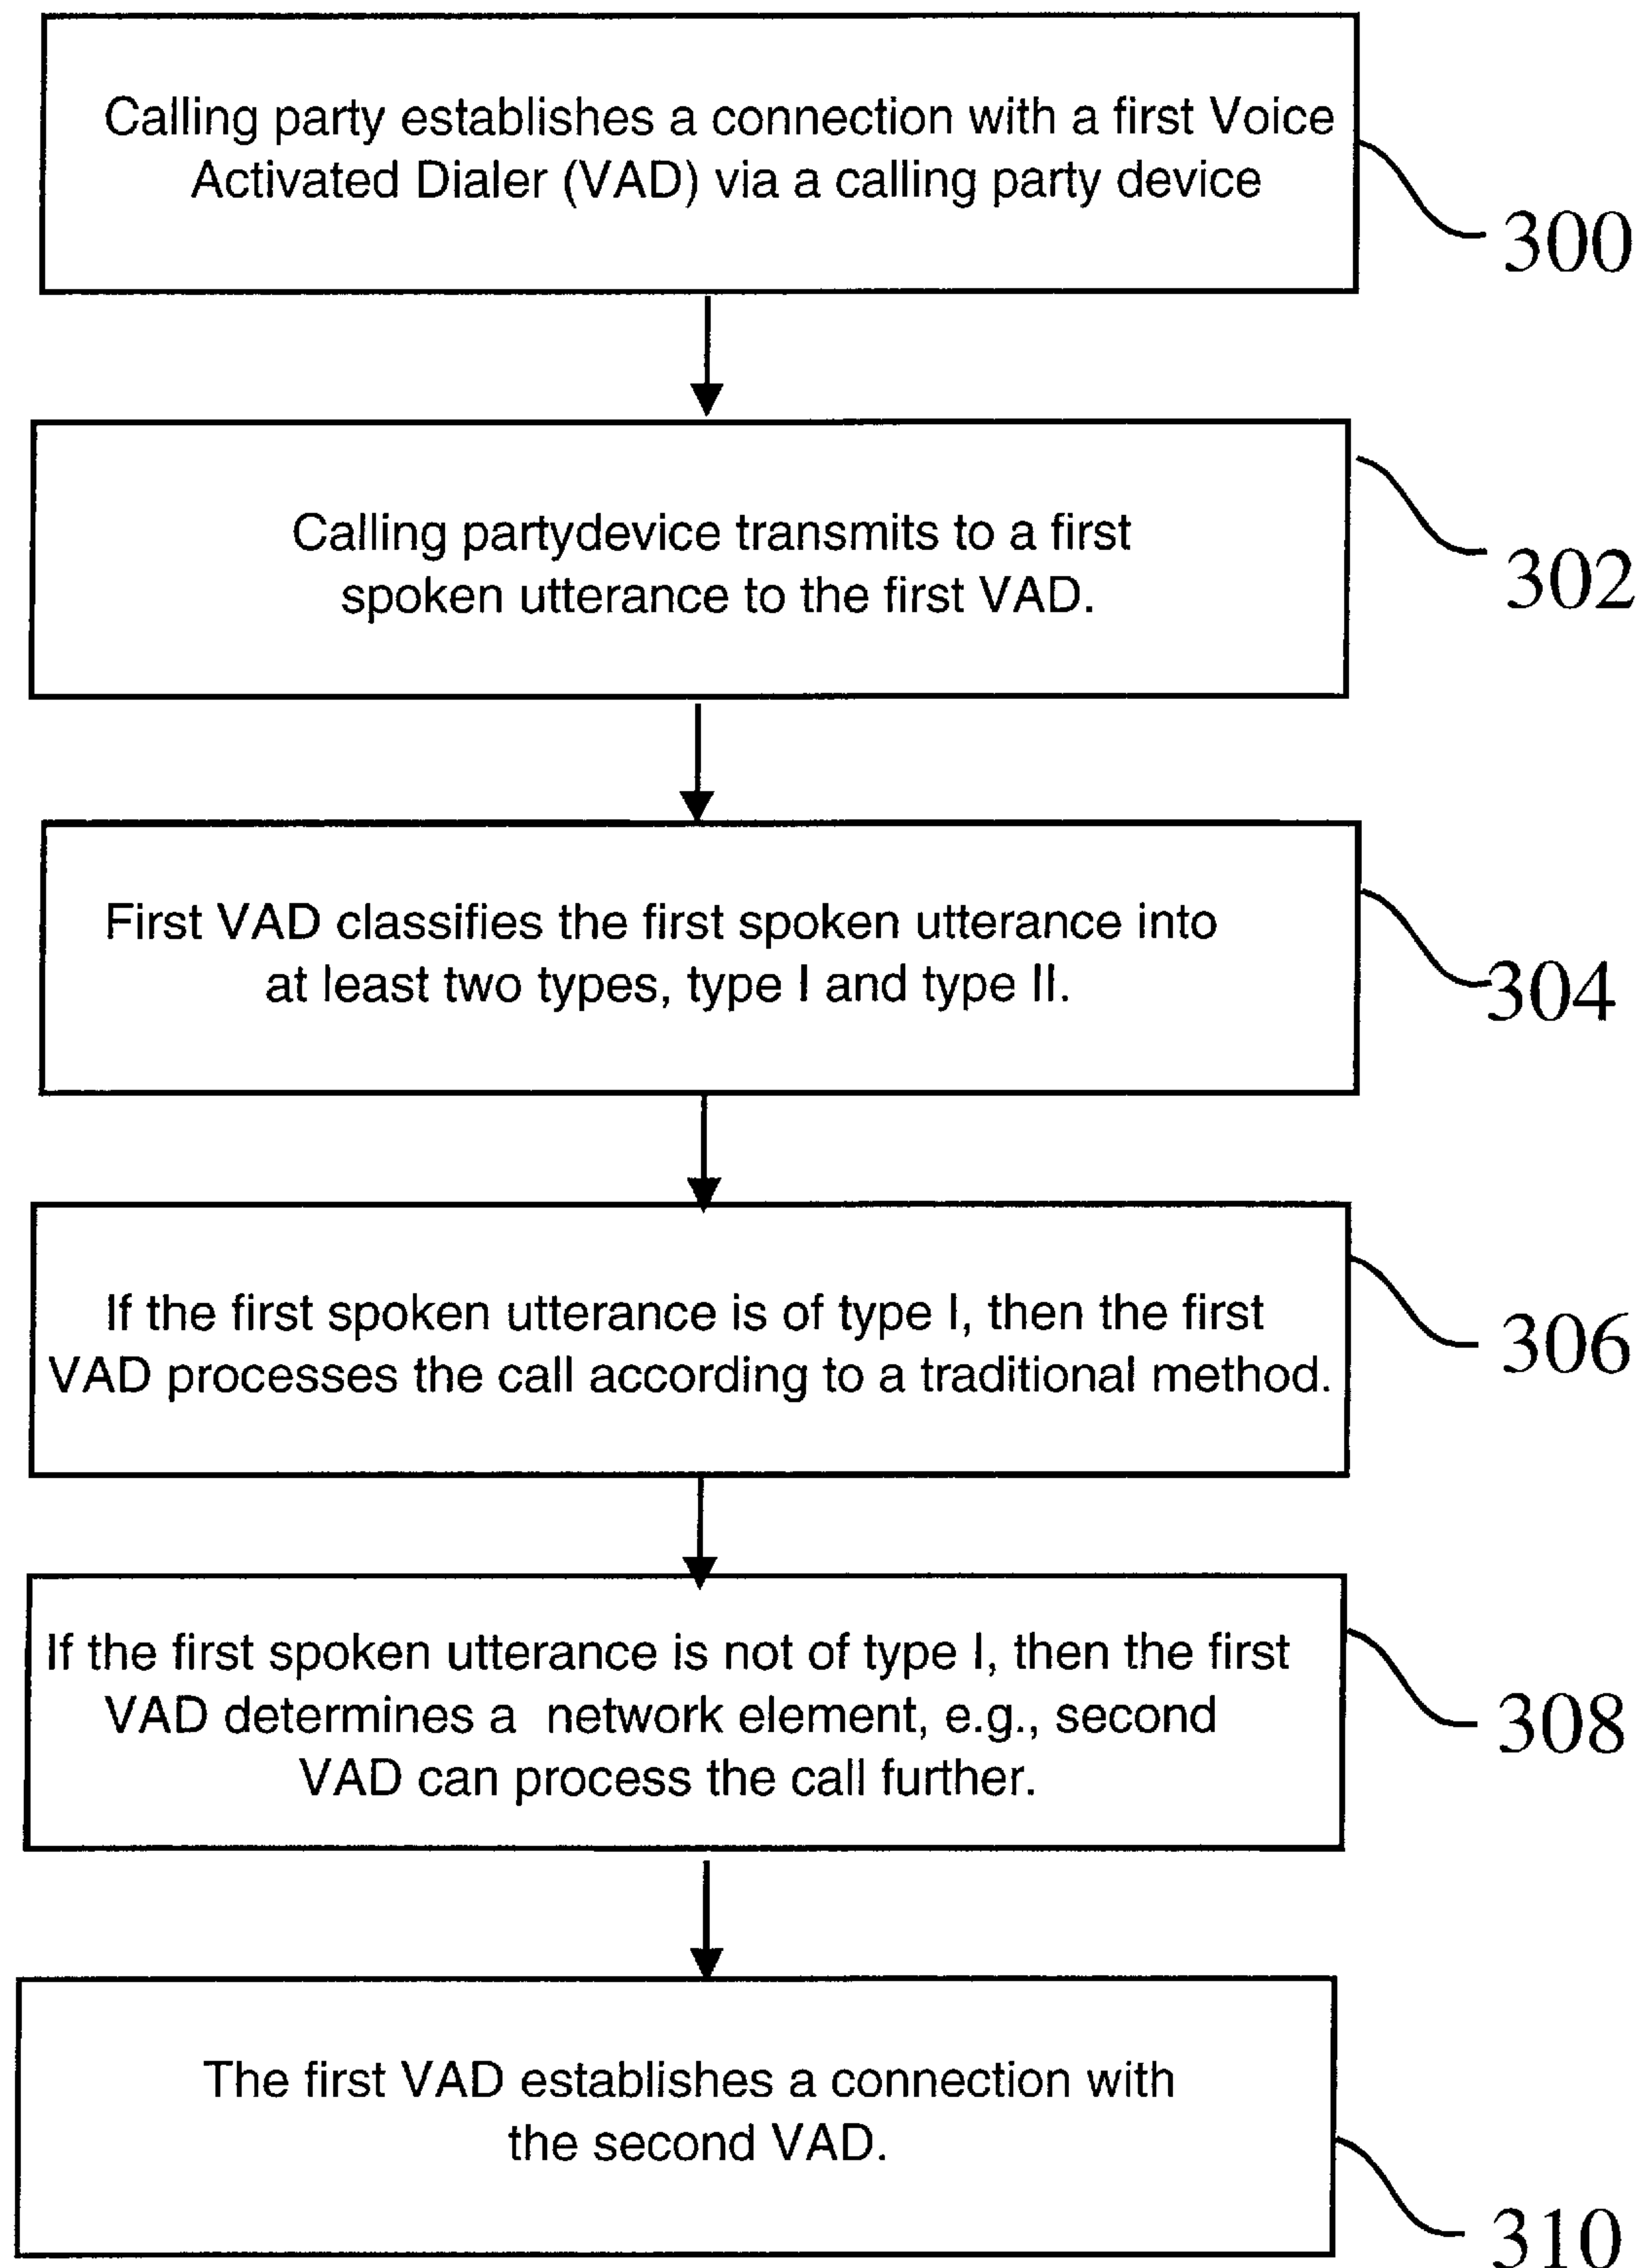 Calling party establishes a connection with a first Voice
Activated Dialer (VAD) via a calling party device
300
Calling partydevice transmits to a first
spoken utterance to the first VAD.
302
First VAD classifies the first spoken utterance into
at least two types, type I and type II.
304
If the first spoken utterance is of type I, then the first
VAD processes the call according to a traditional method.
306
If the first spoken utterance is not of type I, then the first
VAD determines a network element, e.g., second
VAD can process the call further.
308
The first VAD establishes a connection with
the second VAD.
310